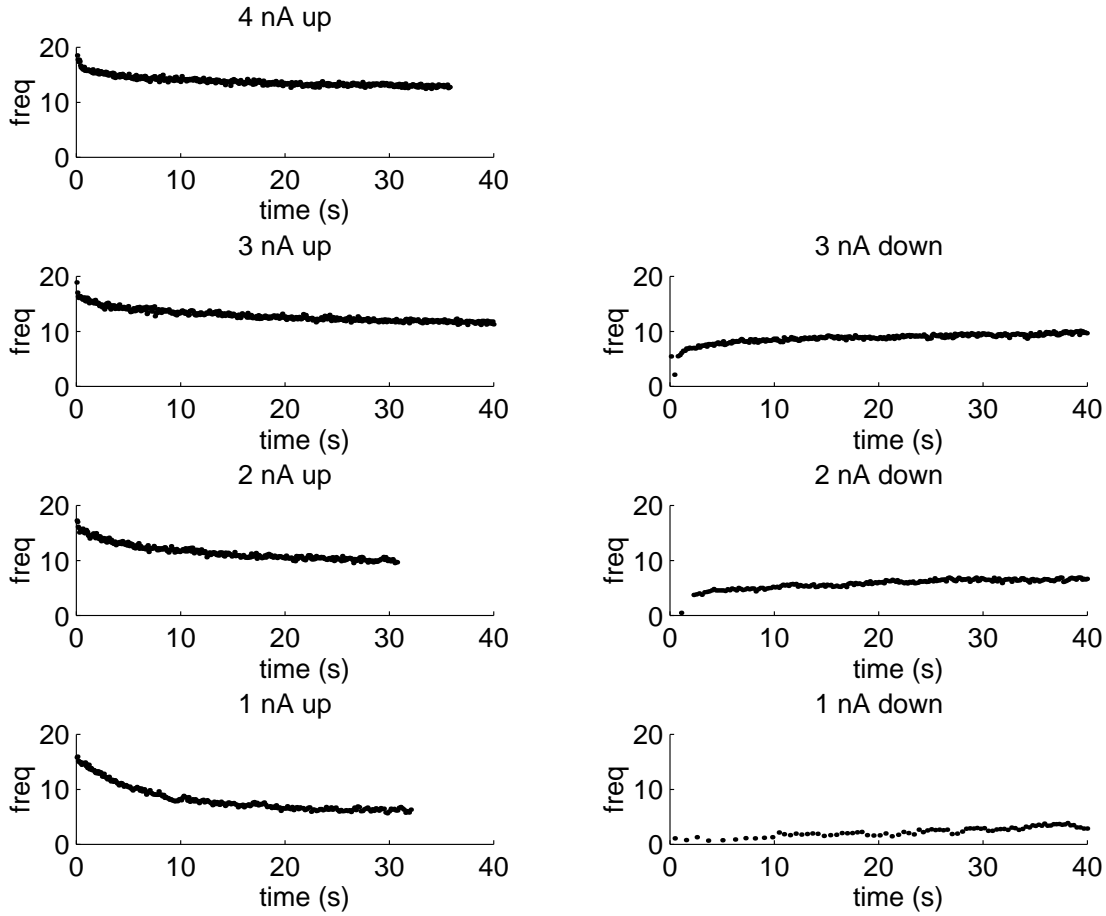 4 nA up
20
10
0
freq
0 10 20 30 40
time (s)
3 nA up
20
10
0
freq
0 10 20 30 40
time (s)
3 nA down
20
10
0
freq
0 10 20 30 40
time (s)
2 nA up
20
10
0
freq
0 10 20 30 40
time (s)
2 nA down
20
10
0
freq
0 10 20 30 40
time (s)
1 nA up
20
10
0
freq
0 10 20 30 40
time (s)
1 nA down
20
10
0
freq
0 10 20 30 40
time (s)